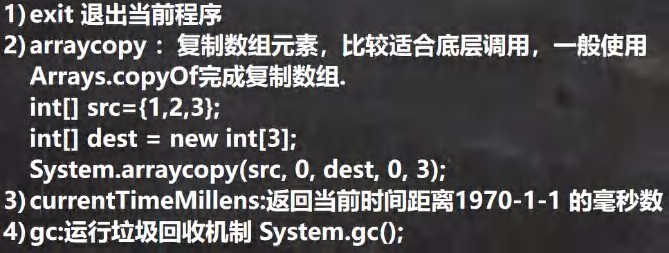 1) exit 退出当前程序
2) arraycopy ：复制数组元素，比较适合底层调用，一般使用
Arrays.copyOf完成复制数组.
int[] src={1,2,3};
int[] dest = new int[3];
System.arraycopy(src, 0, dest, 0, 3);
3) currentTimeMillens:返回当前时间距离1970-1-1 的毫秒数
4) gc:运行垃圾回收机制 System.gc();